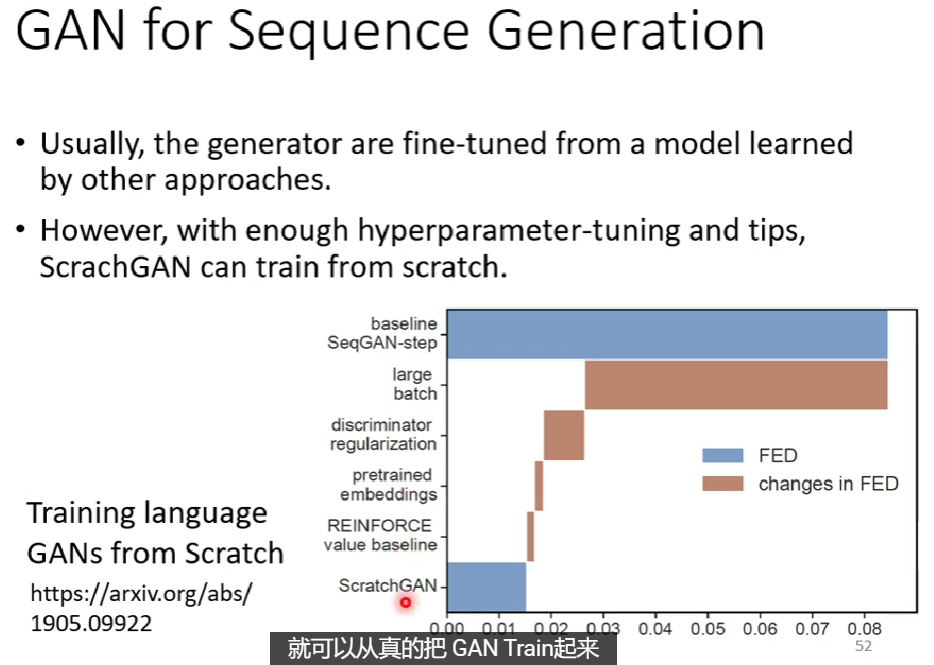 GAN for Sequence Generation
• Usually, the generator are fine-tuned from a model learned
by other approaches.
• However, with enough hyperparameter-tuning and tips,
ScrachGAN can train from scratch.
baseline
SeqGAN-step
large
batch
discriminator
regularization
pretrained
embeddings
REINFORCE
value baseline
ScratchGAN
FED
changes in FED
0.00 0.01 0.02 0.03 0.04 0.05 0.06 0.07 0.08
Training language
GANs from Scratch
https://arxiv.org/abs/
1905.09922
52
就可以从真的把 GAN Train起来